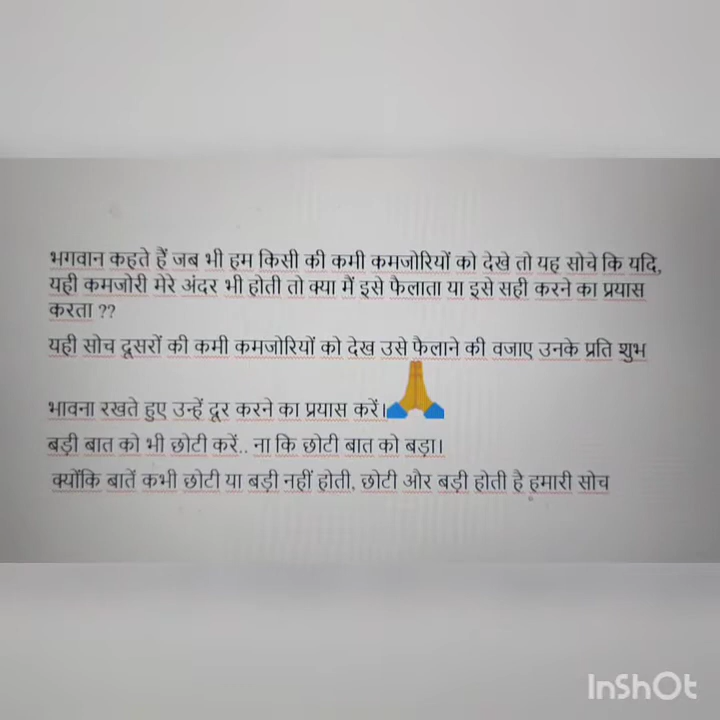 भगवान कहते हैं जब भी हम किसी की कमी कमजोरियों को देखे तो यह सोचे कि यदि,
यही कमजोरी मेरे अंदर भी होती तो क्या मैं इसे फैलाता या इसे सही करने का प्रयास
करता ??
यही सोच दूसरों की कमी कमजोरियों को देख उसे फैलाने की वजाए उनके प्रति शुभ
भावना रखते हुए उन्हें दूर करने का प्रयास करें।🙏
बड़ी बात को भी छोटी करें.. ना कि छोटी बात को बड़ा।
क्योंकि बातें कभी छोटी या बड़ी नहीं होती, छोटी और बड़ी होती है हमारी सोच
InShOt